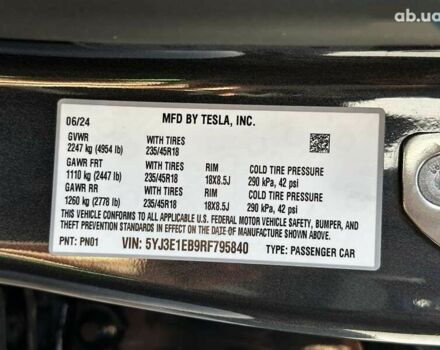 ab.ua
06/24
MFD BY TESLA, INC.
GVWR WITH TIRES
2247 kg (4954 lb) 235/45R18
GAWR FRT WITH TIRES RIM COLD TIRE PRESSURE
1110 kg (2447 lb) 235/45R18 18X8.5J 290 kPa, 42 psi
GAWR RR WITH TIRES RIM COLD TIRE PRESSURE
1260 kg (2778 lb) 235/45R18 18X8.5J 290 kPa, 42 psi
THIS VEHICLE CONFORMS TO ALL APPLICABLE U.S. FEDERAL MOTOR VEHICLE SAFETY, BUMPER, AND
THEFT PREVENTION STANDARDS IN EFFECT ON THE DATE OF MANUFACTURE SHOWN ABOVE.
PNT: PN01 VIN: 5YJ3E1EB9RF795840 TYPE: PASSENGER CAR